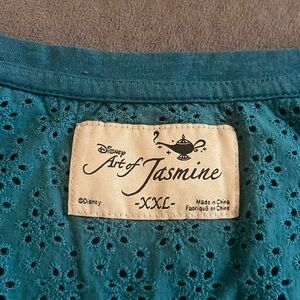 Disney
Art of Jasmine
©Disney
-XXL-
Made in China
Fabriqué en Chine